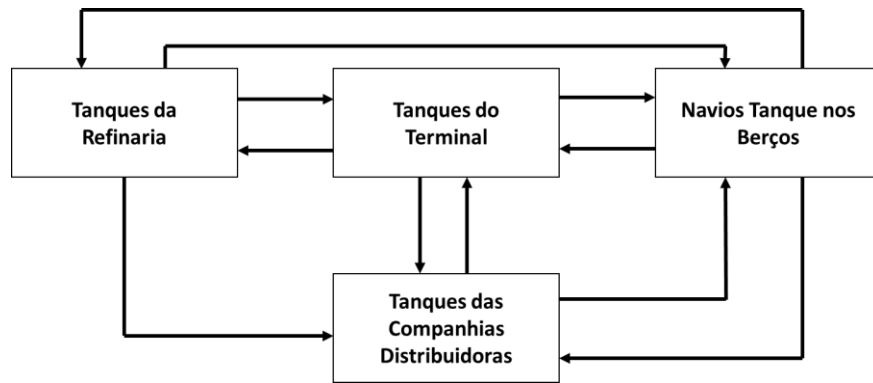 Tanques da
Refinaria
Tanques do
Terminal
Navios Tanque nos
Berços
Tanques das
Companhias
Distribuidoras